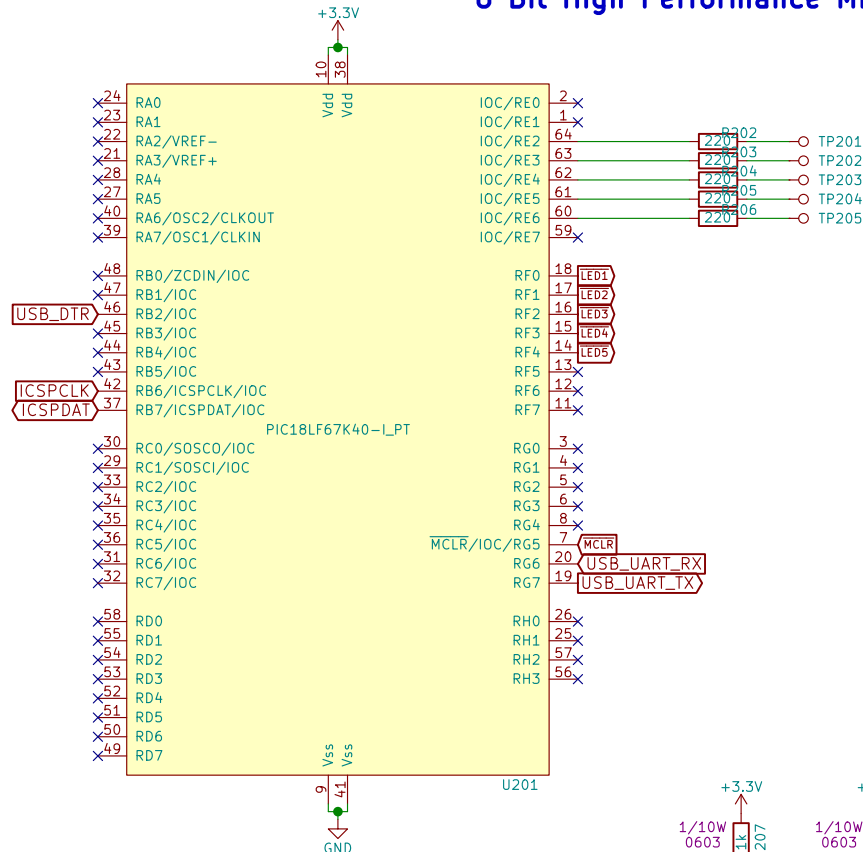 +3.3V
10
38
Vdd
Vdd
24 RA0
23 RA1
22 RA2/VREF-
21 RA3/VREF+
28 RA4
27 RA5
40 RA6/OSC2/CLKOUT
39 RA7/OSC1/CLKIN
48 RB0/ZCDIN/IOC
47 RB1/IOC
USB_DTR 46 RB2/IOC
45 RB3/IOC
44 RB4/IOC
43 RB5/IOC
ICSPCLK 42 RB6/ICSPCLK/IOC
ICSPDAT 37 RB7/ICSPDAT/IOC
PIC18LF67K40-I_PT
30 RC0/SOSCO/IOC
29 RC1/SOSCI/IOC
33 RC2/IOC
34 RC3/IOC
35 RC4/IOC
36 RC5/IOC
31 RC6/IOC
32 RC7/IOC
58 RD0
55 RD1
54 RD2
53 RD3
52 RD4
51 RD5
50 RD6
49 RD7
IOC/RE0 2
IOC/RE1 1
IOC/RE2 64 220 R202 TP201
IOC/RE3 63 220 R203 TP202
IOC/RE4 62 220 R204 TP203
IOC/RE5 61 220 R205 TP204
IOC/RE6 60 220 R206 TP205
IOC/RE7 59
RF0 18 LED1
RF1 17 LED2
RF2 16 LED3
RF3 15 LED4
RF4 14 LED5
RF5 13
RF6 12
RF7 11
RG0 3
RG1 4
RG2 5
RG3 6
RG4 8
MCLR/IOC/RG5 7 MCLR
RG6 20 USB_UART_RX
RG7 19 USB_UART_TX
RH0 26
RH1 25
RH2 57
RH3 56
Vss
Vss
9
41
U201
GND
+3.3V
1/10W
0603
1k
207
1/10W
0603